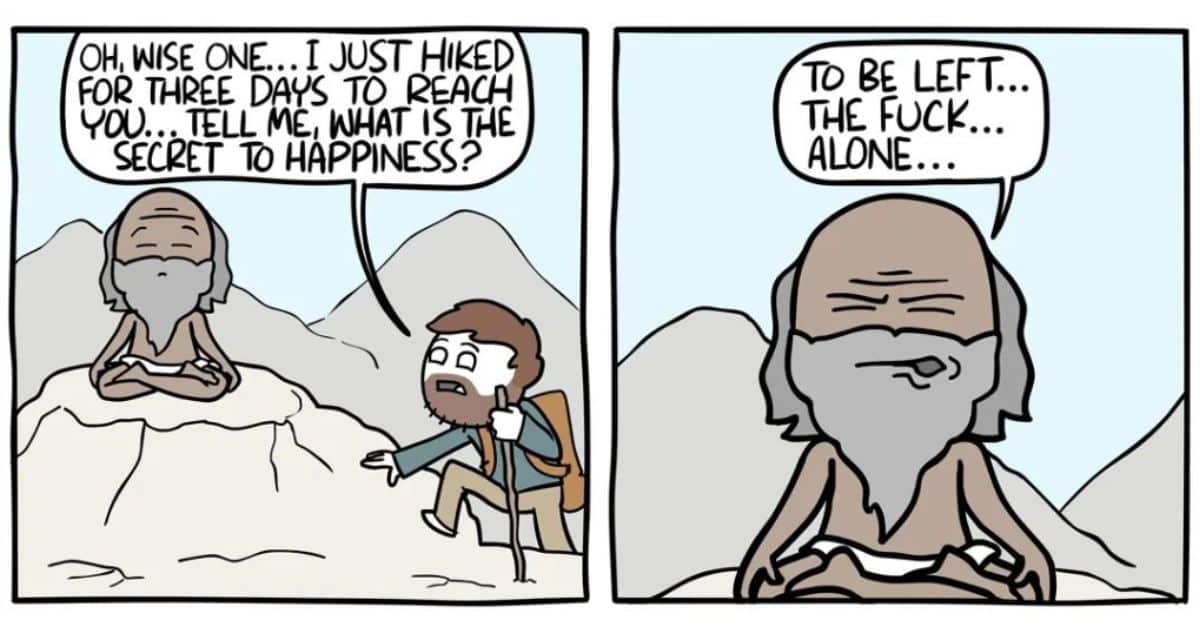 OH, WISE ONE... I JUST HIKED
FOR THREE DAYS TO REACH
YOU... TELL ME, WHAT IS THE
SECRET TO HAPPINESS?
TO BE LEFT...
THE FUCK...
ALONE...